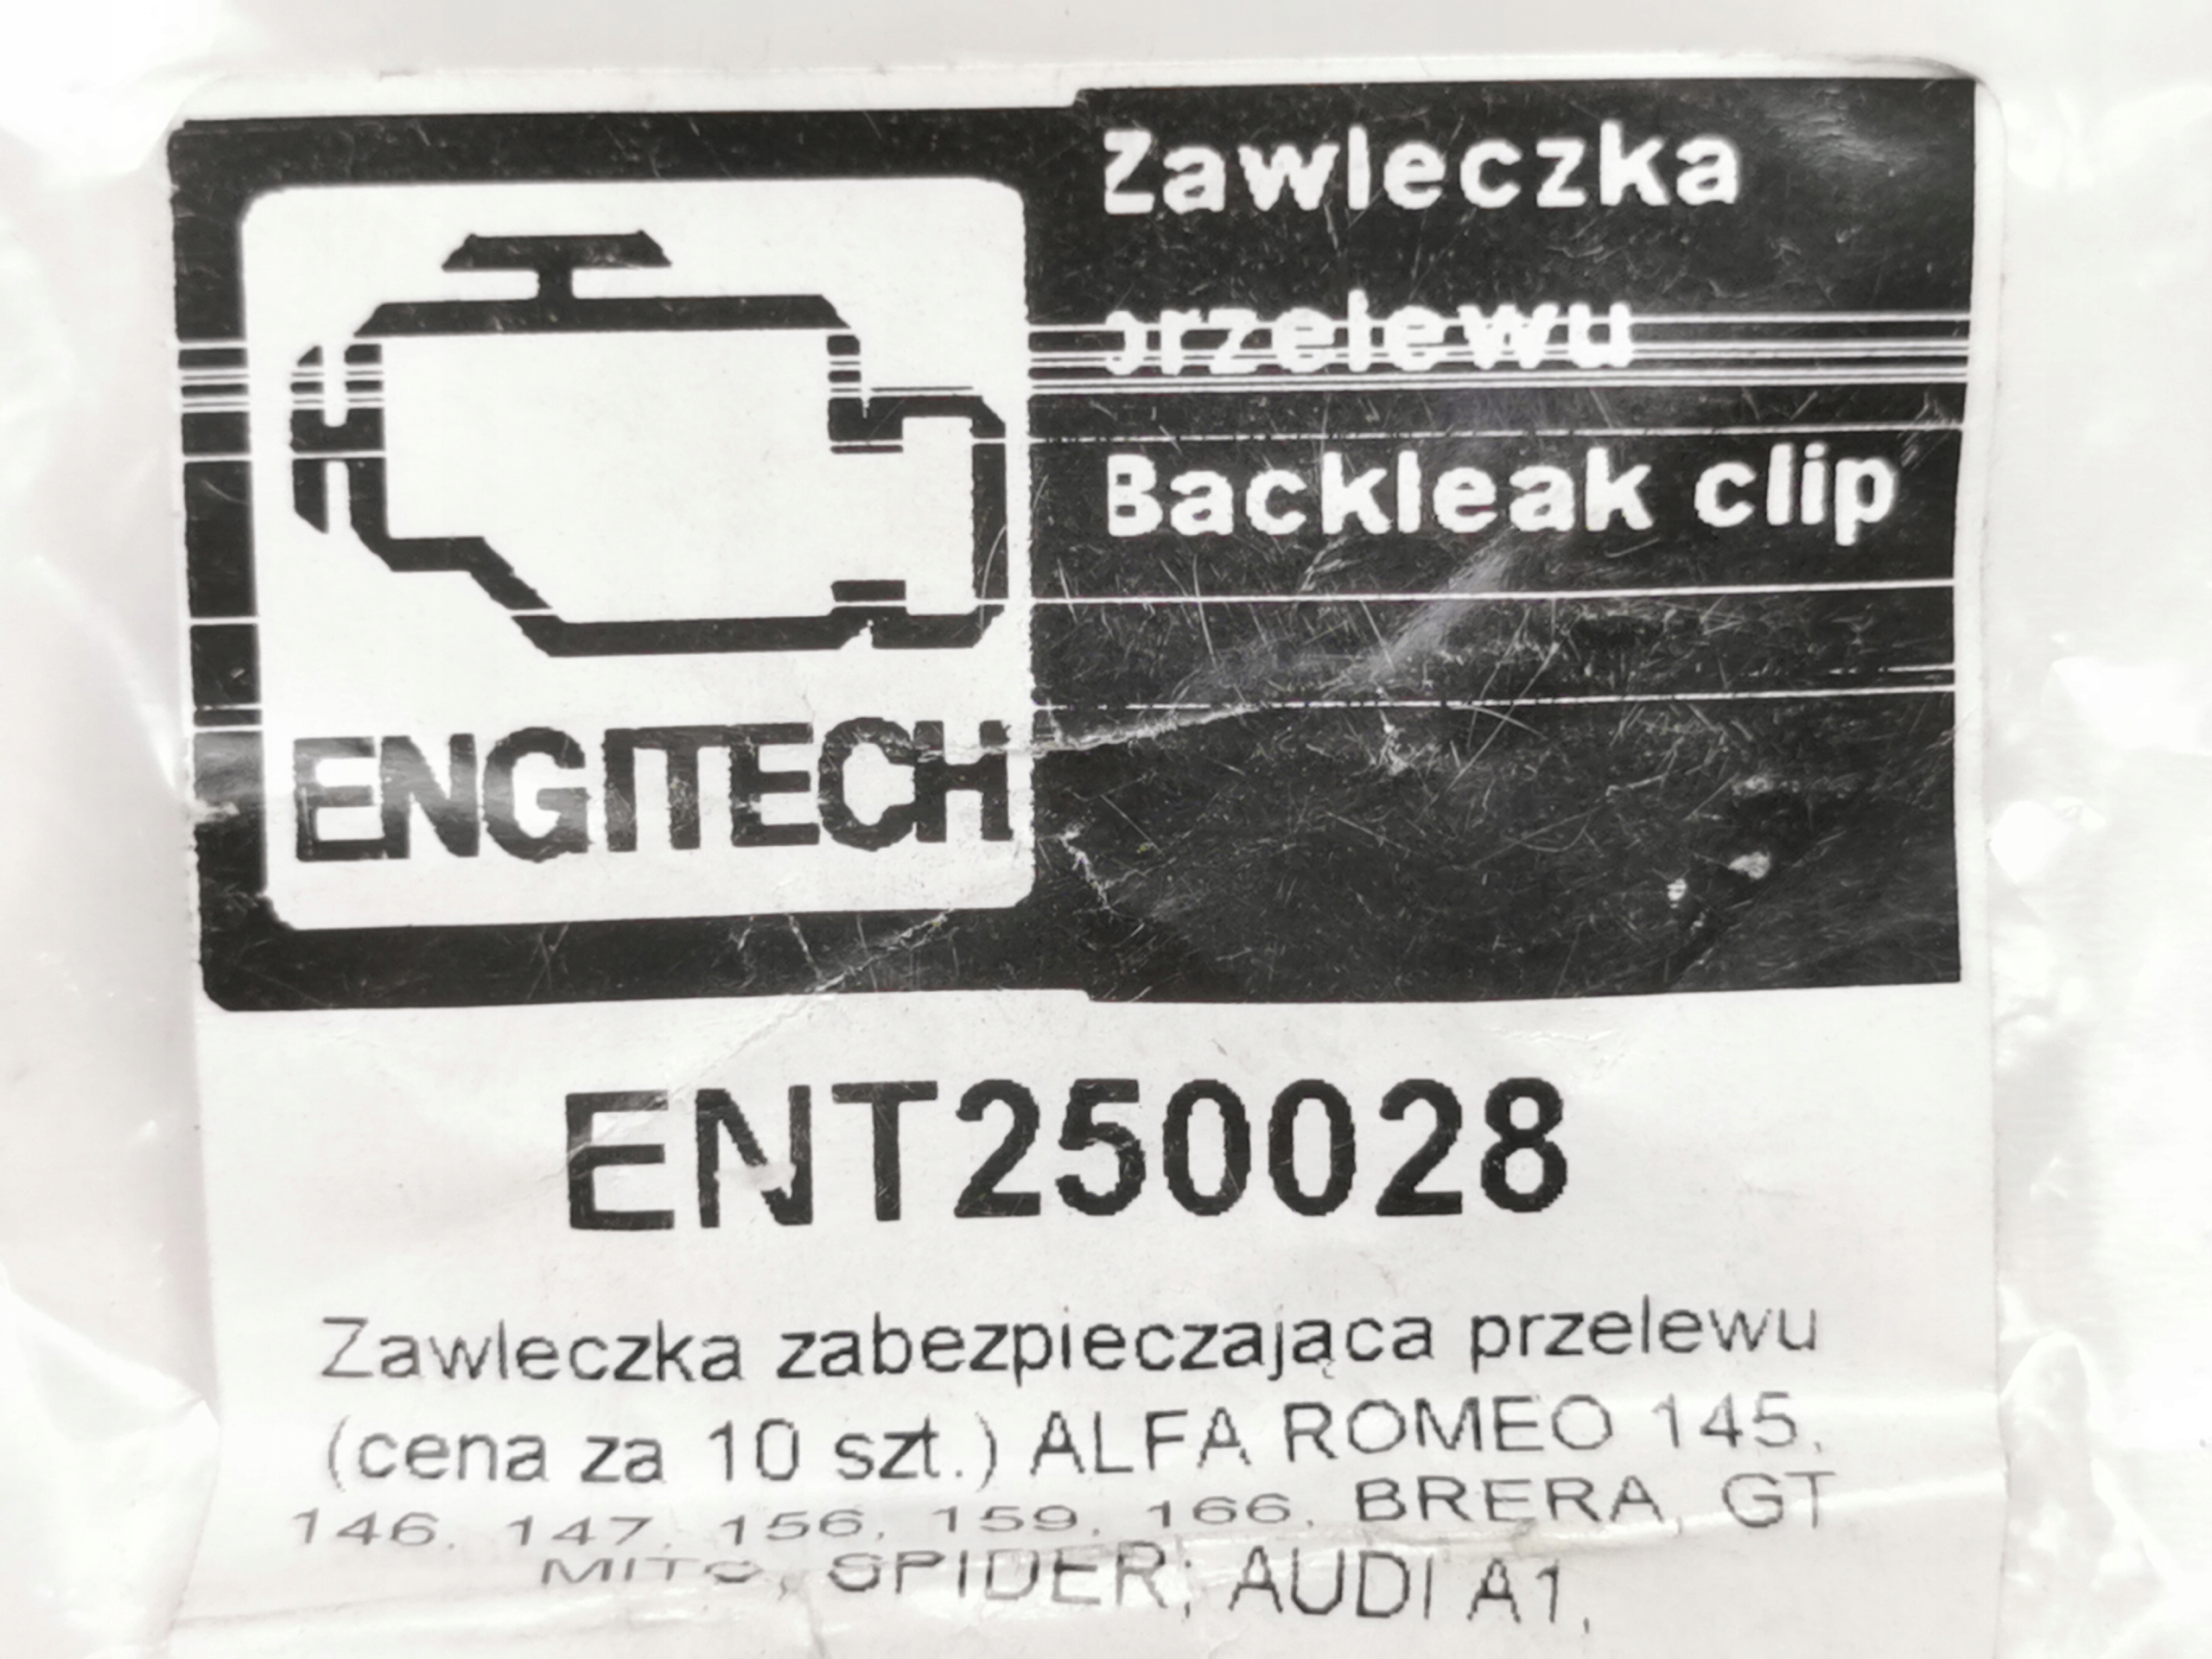 Zawleczka
przelewu
Backleak clip
ENGITECH
ENT250028
Zawleczka zabezpieczająca przelewu
(cena za 10 szt.) ALFA ROMEO 145,
146, 147, 156, 159, 166, BRERA, GT
MITO, SPIDER; AUDI A1,